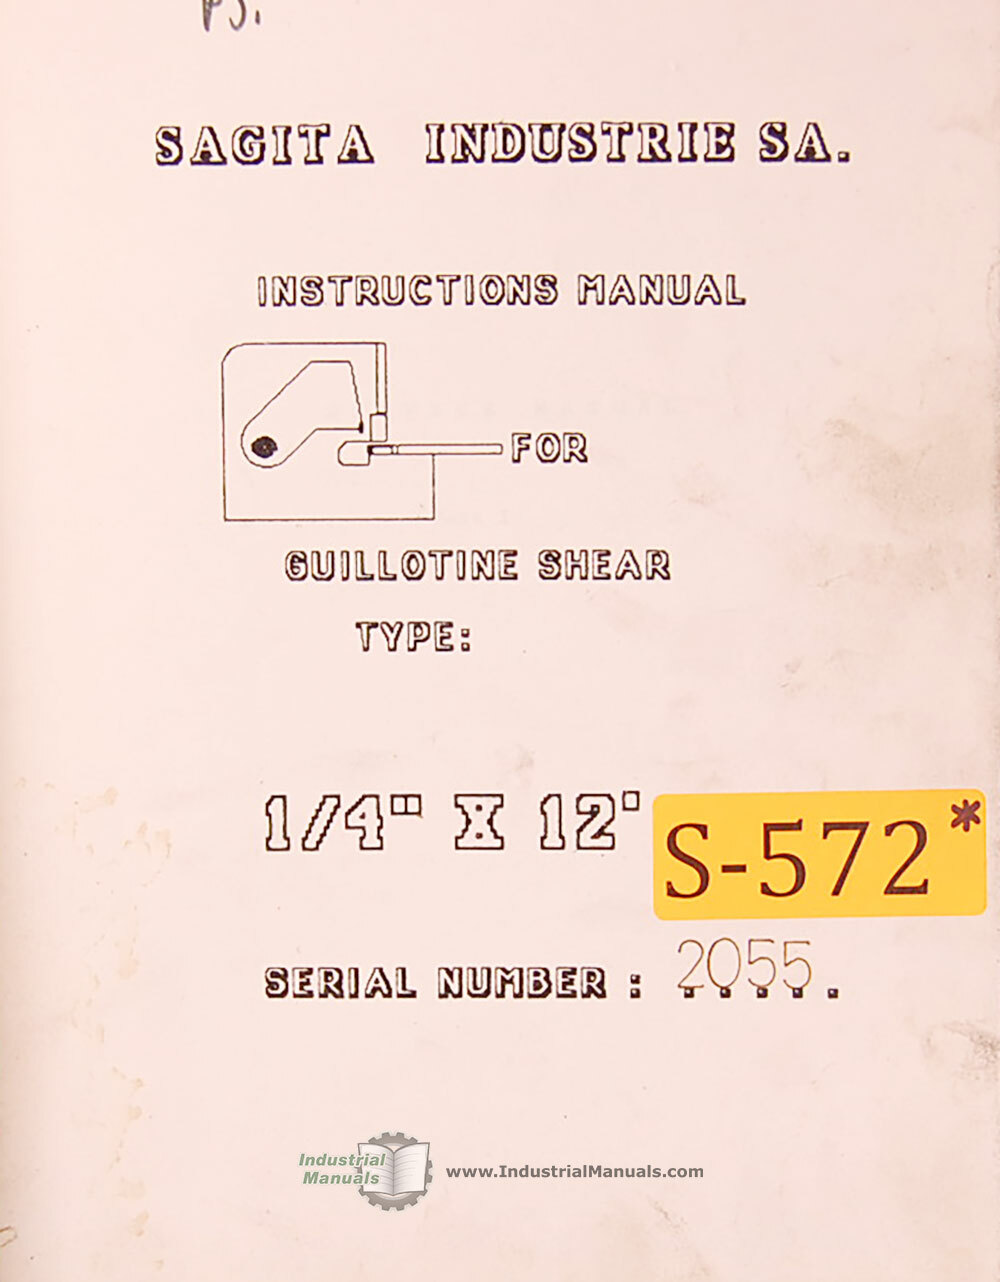 SAGITA INDUSTRIE SA.
INSTRUCTIONS MANUAL
FOR
GUILLOTINE SHEAR
TYPE:
1/4" X 12'
S-572*
SERIAL NUMBER : 2055.
Industrial
Manuals
www.IndustrialManuals.com